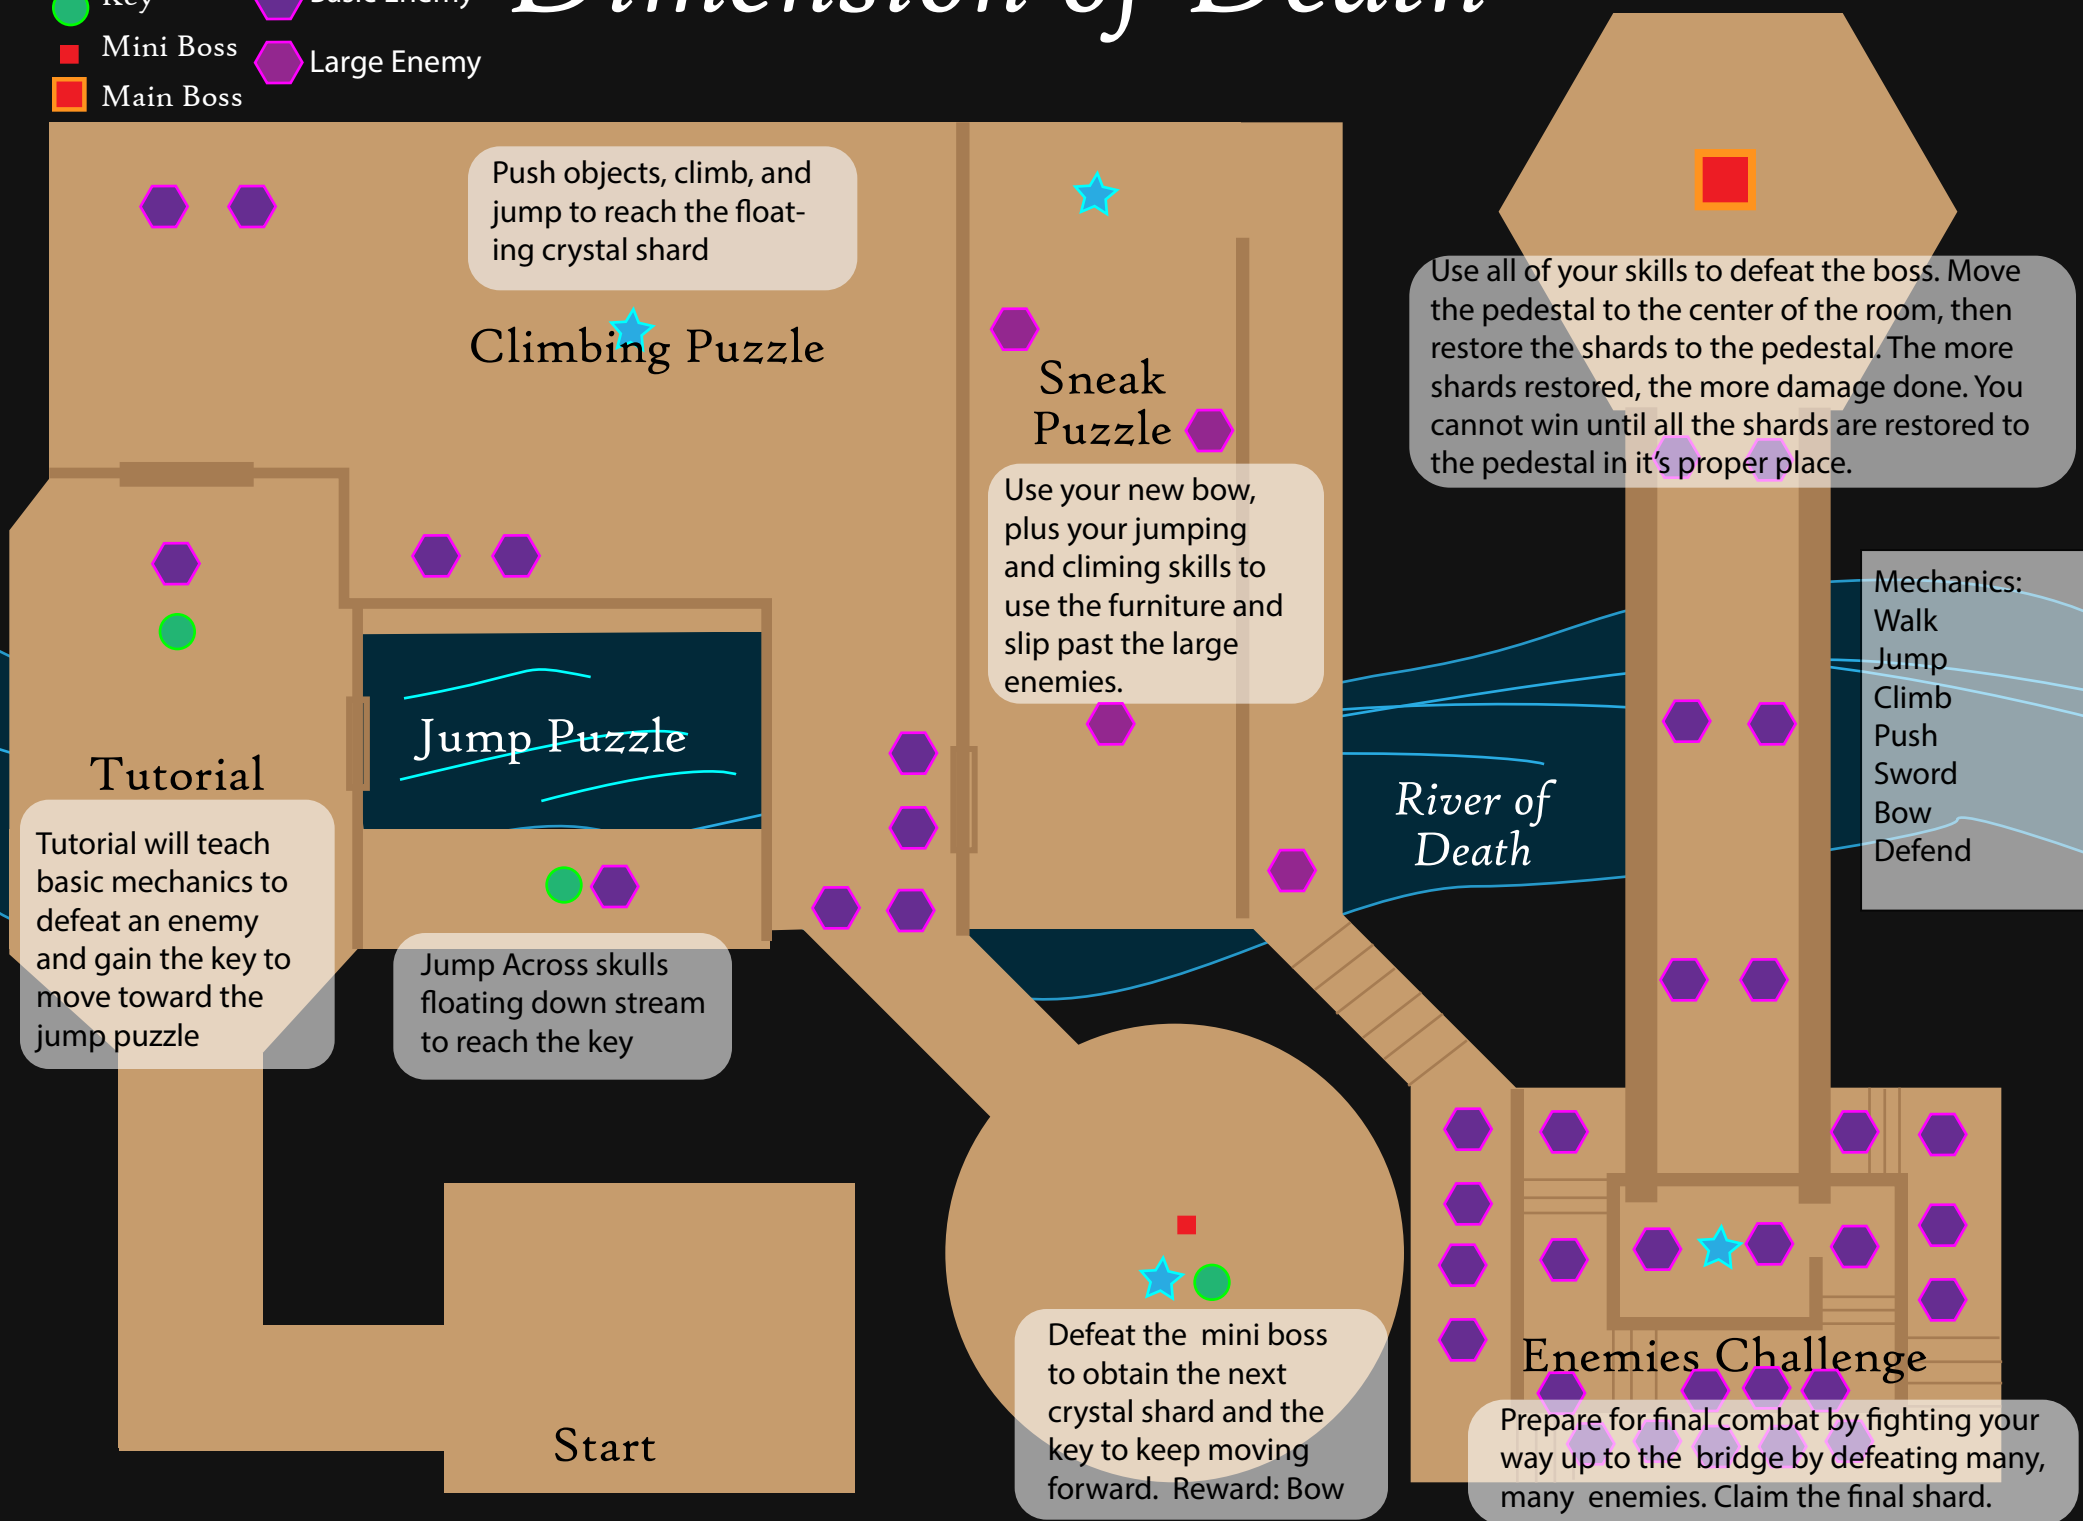 Key
Basic Enemy
Dimension of Death
Mini Boss
Large Enemy
Main Boss
Push objects, climb, and
jump to reach the float-
ing crystal shard
Climbing Puzzle
Sneak
Puzzle
Use your new bow,
plus your jumping
and climing skills to
use the furniture and
slip past the large
enemies.
Use all of your skills to defeat the boss. Move
the pedestal to the center of the room, then
restore the shards to the pedestal. The more
shards restored, the more damage done. You
cannot win until all the shards are restored to
the pedestal in it's proper place.
Mechanics:
Walk
Jump
Climb
Push
Sword
Bow
Defend
Jump Puzzle
Tutorial
Tutorial will teach
basic mechanics to
defeat an enemy
and gain the key to
move toward the
jump puzzle
Jump Across skulls
floating down stream
to reach the key
River of
Death
Start
Defeat the  mini boss
to obtain the next
crystal shard and the
key to keep moving
forward.  Reward: Bow
Enemies Challenge
Prepare for final combat by fighting your
way up to the  bridge by defeating many,
many  enemies. Claim the final shard.